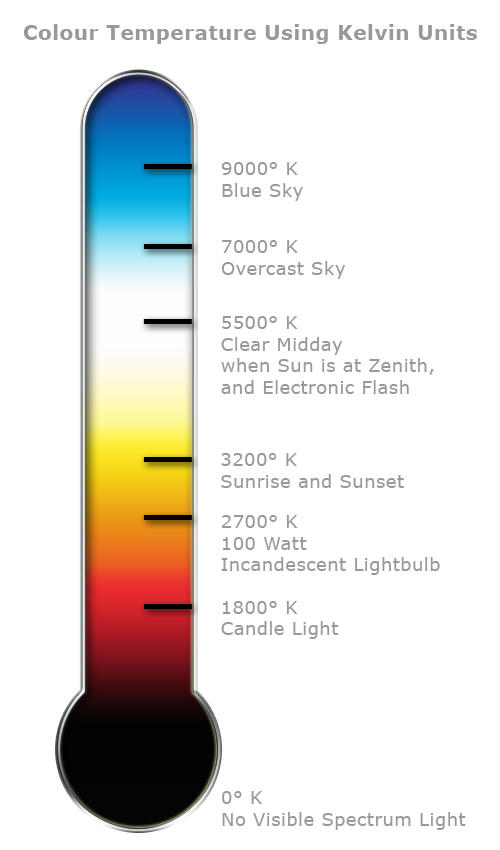 Colour Temperature Using Kelvin Units
9000° K
Blue Sky
7000° K
Overcast Sky
5500° K
Clear Midday
when Sun is at Zenith,
and Electronic Flash
3200° K
Sunrise and Sunset
2700° K
100 Watt
Incandescent Lightbulb
1800° K
Candle Light
0° K
No Visible Spectrum Light